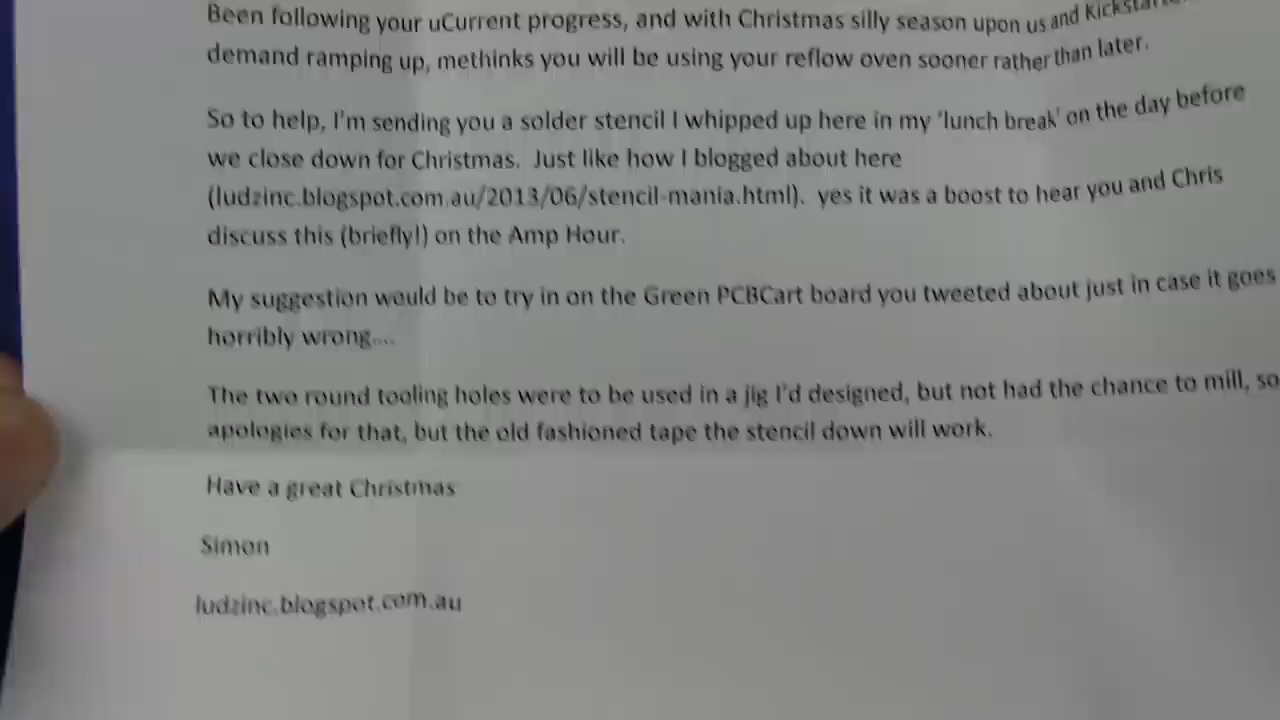 Been following your uCurrent progress, and with Christmas silly season upon us and
demand ramping up, methinks you will be using your reflow oven sooner rather than later.
So to help, I'm sending you a solder stencil I whipped up here in my 'lunch break' on the day before
we close down for Christmas. Just like how I blogged about here
(ludzinc.blogspot.com.au/2013/06/stencil-mania.html). yes it was a boost to hear you and Chris
discuss this (briefly!) on the Amp Hour.
My suggestion would be to try in on the Green PCBCart board you tweeted about just in case it goes
horribly wrong....
The two round tooling holes were to be used in a jig I'd designed, but not had the chance to mill, so
apologies for that, but the old fashioned tape the stencil down will work.
Have a great Christmas
Simon
ludzinc.blogspot.com.au